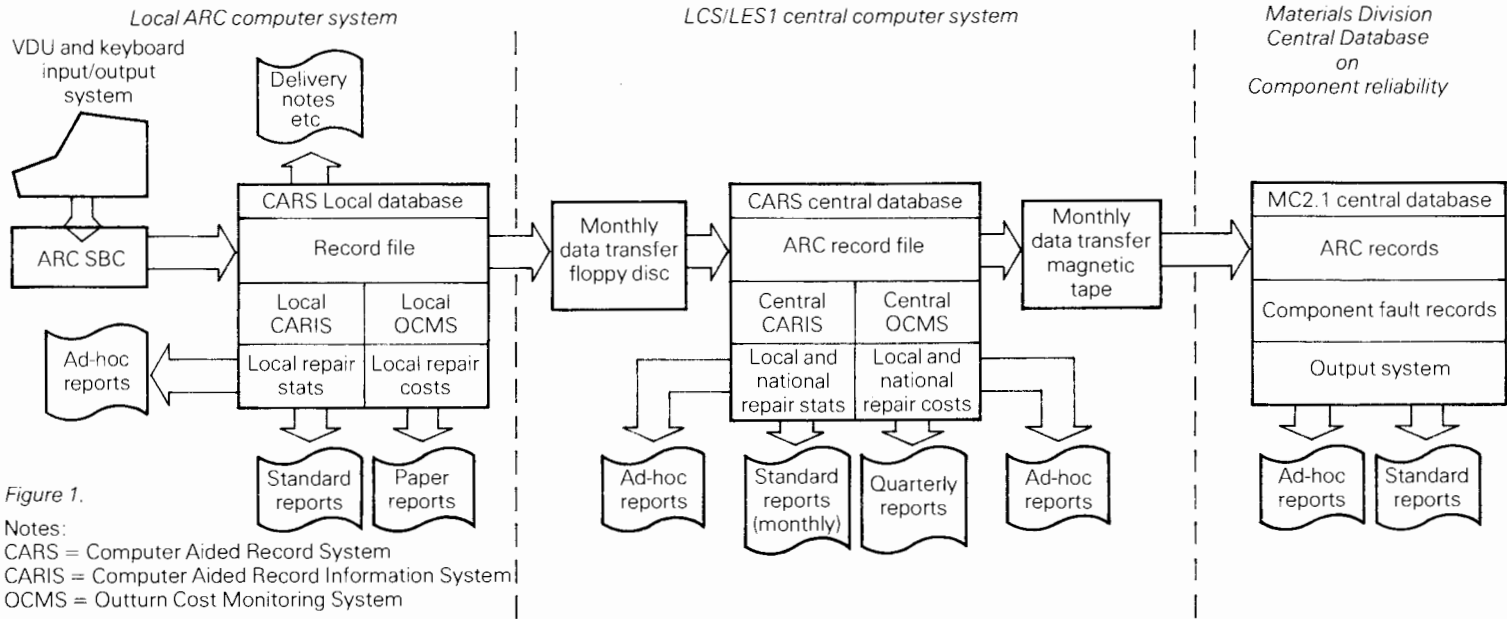 Local ARC computer system
LCS/LES1 central computer system
Materials Division
Central Database
on
Component reliability
VDU and keyboard
input/output
system
Delivery
notes
etc
ARC SBC
CARS Local database
Record file
Local
CARIS
Local
OCMS
Local repair
stats
Local repair
costs
Ad-hoc
reports
Standard
reports
Paper
reports
Monthly
data transfer
floppy disc
CARS central database
ARC record file
Central
CARIS
Central
OCMS
Local and
national
repair stats
Local and
national
repair costs
Ad-hoc
reports
Standard
reports
(monthly)
Quarterly
reports
Ad-hoc
reports
Monthly
data transfer
magnetic
tape
MC2.1 central database
ARC records
Component fault records
Output system
Ad-hoc
reports
Standard
reports
Figure 1.
Notes:
CARS = Computer Aided Record System
CARIS = Computer Aided Record Information System
OCMS = Outturn Cost Monitoring System